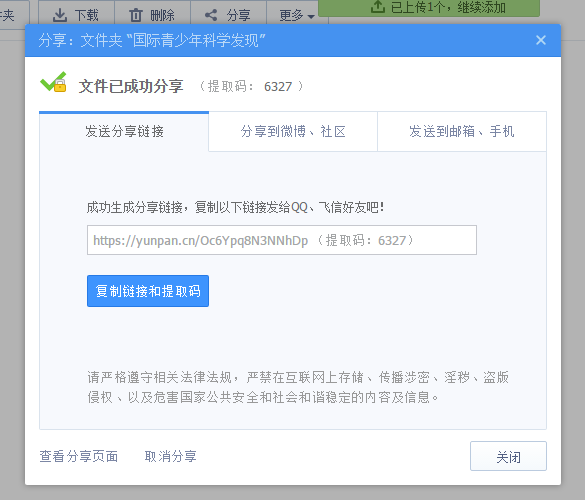 夹
下载
删除
分享
更多
已上传1个，继续添加
分享：文件夹 “国际青少年科学发现”
文件已成功分享 （提取码： 6327 ）
发送分享链接
分享到微博、社区
发送到邮箱、手机
成功生成分享链接，复制以下链接发给QQ、飞信好友吧！
https://yunpan.cn/Oc6Ypq8N3NNhDp （提取码：6327）
复制链接和提取码
请严格遵守相关法律法规，严禁在互联网上存储、传播涉密、淫秽、盗版
侵权、以及危害国家公共安全和社会和谐稳定的内容及信息。
查看分享页面
取消分享
关闭